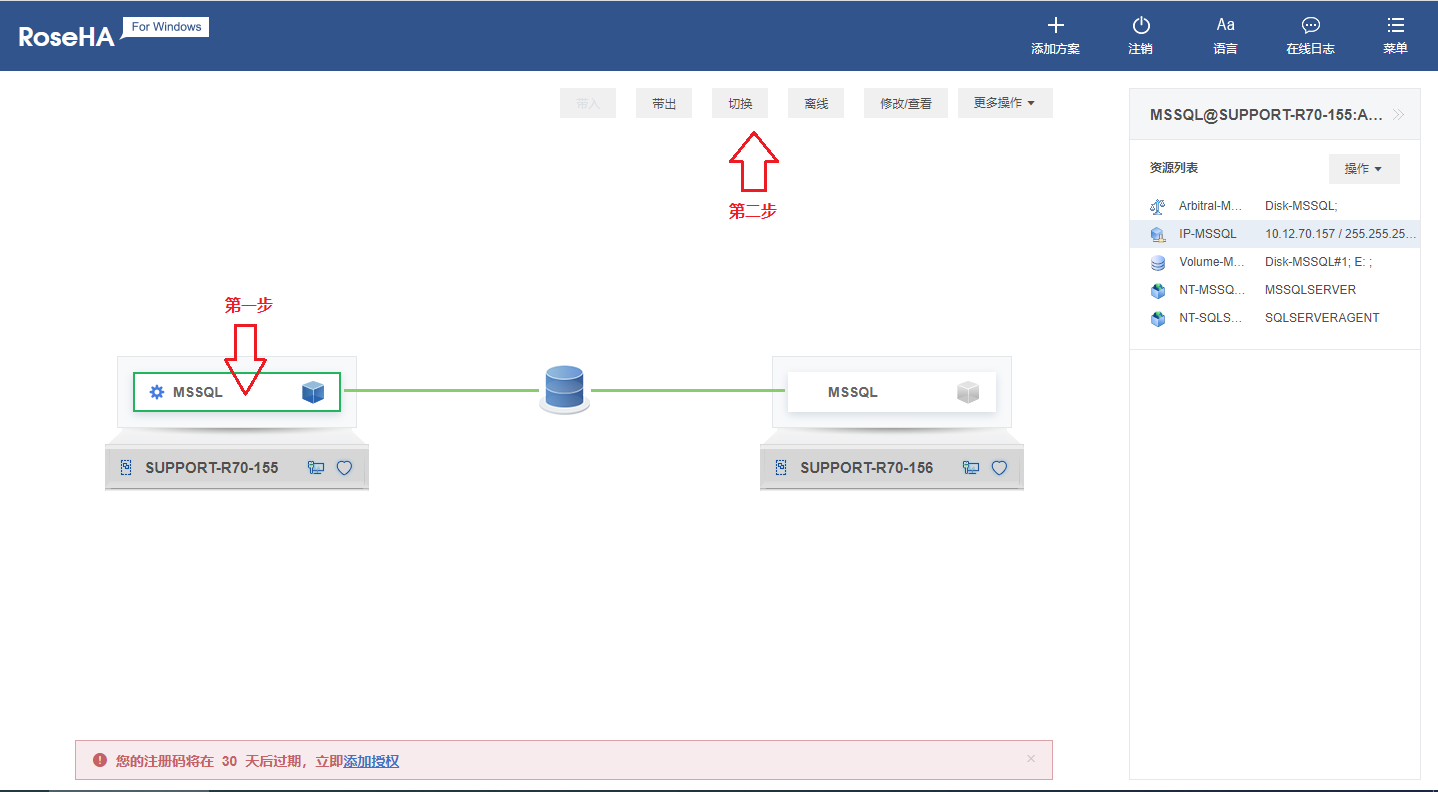 RoseHA
For Windows
添加方案
注销
Aa
语言
在线日志
菜单
带入
带出
切换
离线
修改/查看
更多操作
第二步
第一步
MSSQL
MSSQL
SUPPORT-R70-155
SUPPORT-R70-156
您的注册码将在 30 天后过期，立即添加授权
MSSQL@SUPPORT-R70-155:A...
资源列表
操作
Arbitral-M... Disk-MSSQL;
IP-MSSQL 10.12.70.157 / 255.255.25...
Volume-M... Disk-MSSQL#1; E: ;
NT-MSSQ... MSSQLSERVER
NT-SQLS... SQLSERVERAGENT